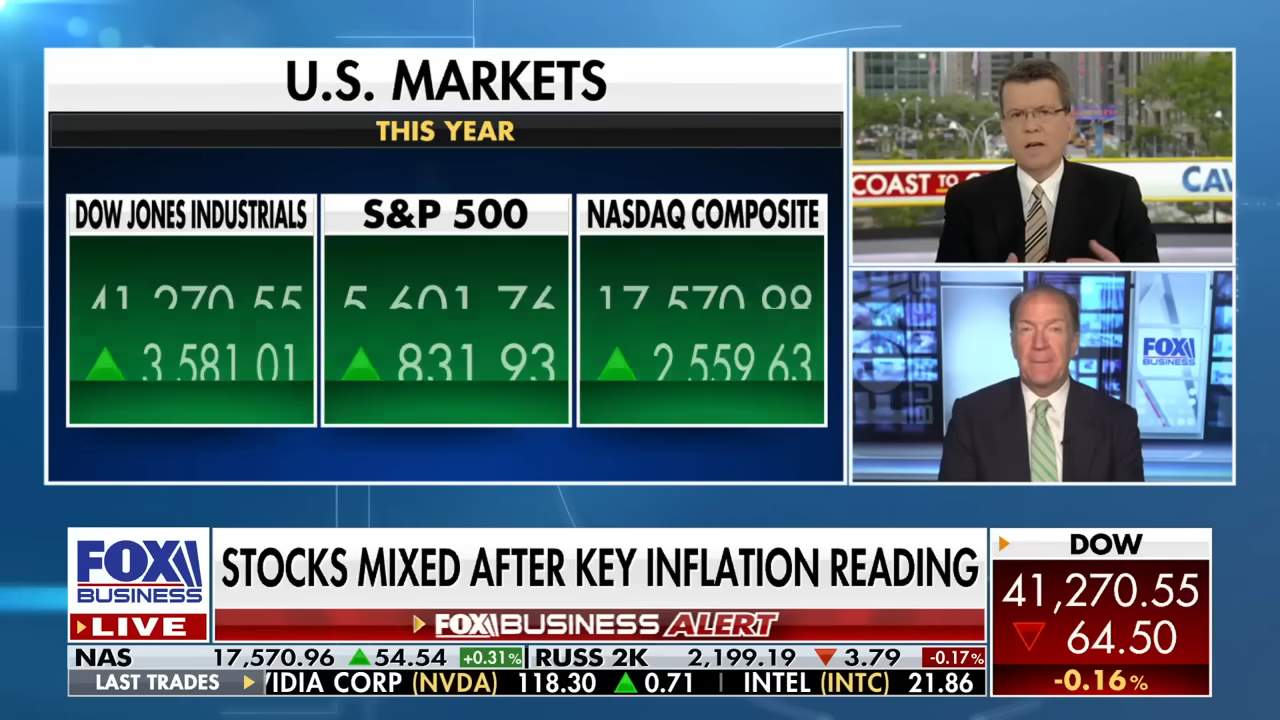 U.S. MARKETS
THIS YEAR
DOW JONES INDUSTRIALS
41,270.55
3,581.01
S&P 500
5,601.76
831.93
NASDAQ COMPOSITE
17,570.98
2,559.63
COAST TO
CAV
FOX
BUSINESS
FOX
BUSINESS
LIVE
STOCKS MIXED AFTER KEY INFLATION READING
FOX BUSINESS ALERT
DOW
41,270.55
64.50
-0.16%
NAS 17,570.96 54.54 +0.31% RUSS 2K 2,199.19 3.79 -0.17%
LAST TRADES VIDIA CORP (NVDA) 118.30 0.71 INTEL (INTC) 21.86